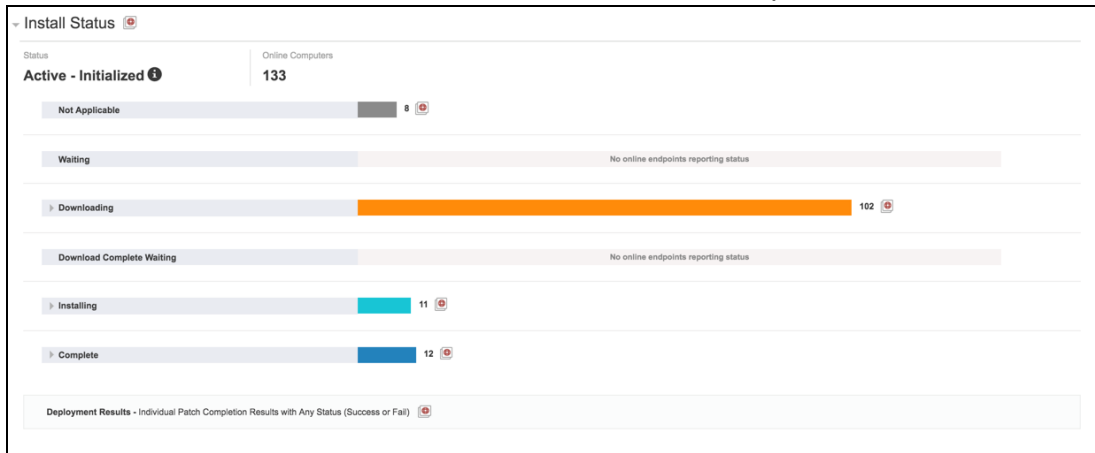 Install Status
Status
Online Computers
Active - Initialized
133
Not Applicable
8
Waiting
No online endpoints reporting status
Downloading
102
Download Complete Waiting
No online endpoints reporting status
Installing
11
Complete
12
Deployment Results - Individual Patch Completion Results with Any Status (Success or Fail)